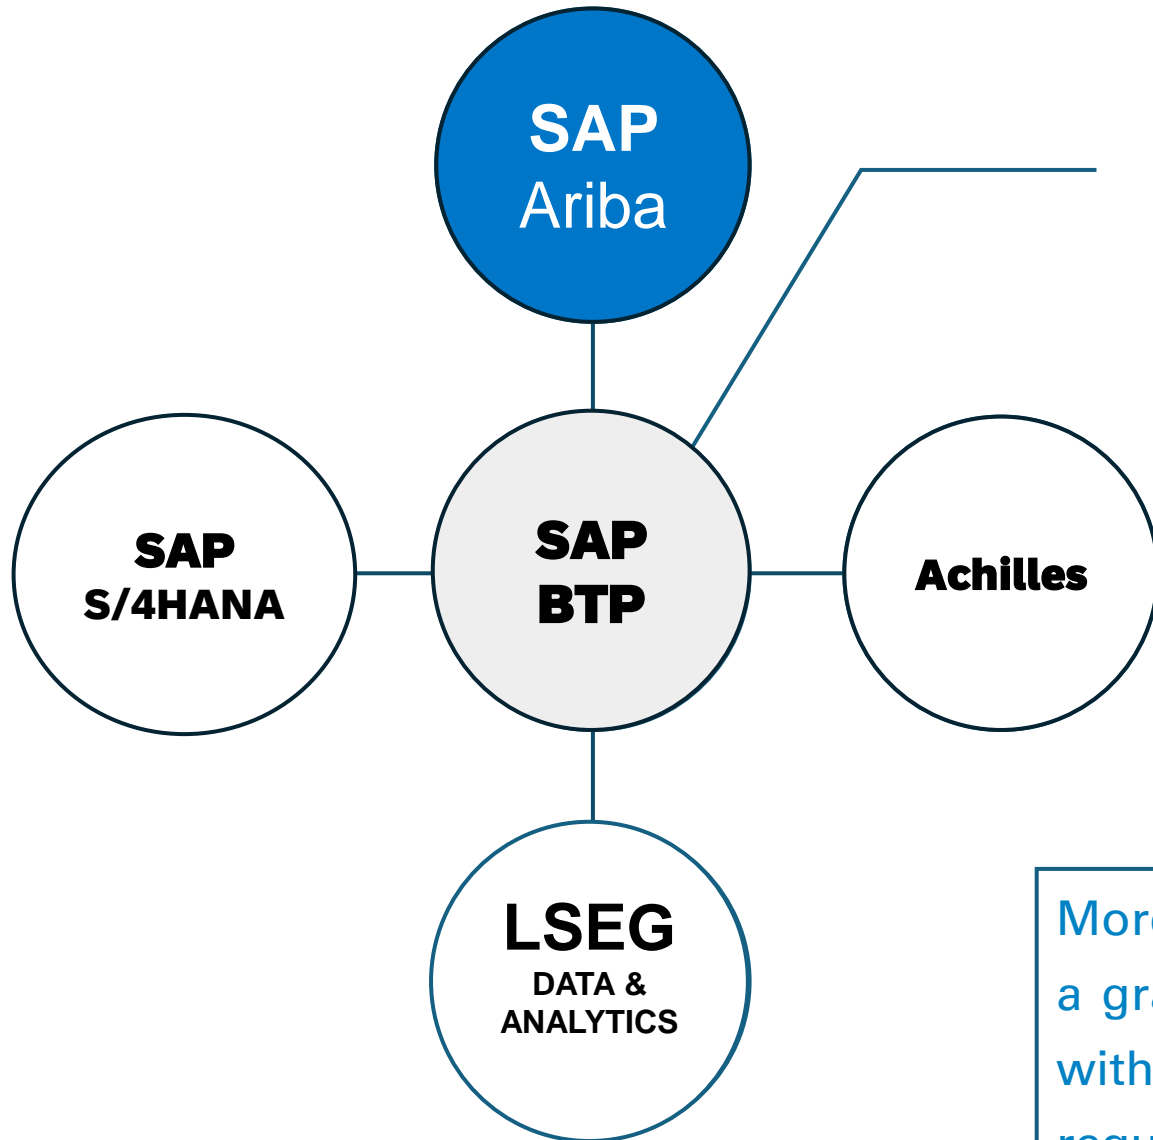 SAP
Ariba
SAP
S/4HANA
SAP
BTP
Achilles
LSEG
DATA &
ANALYTICS
a
with